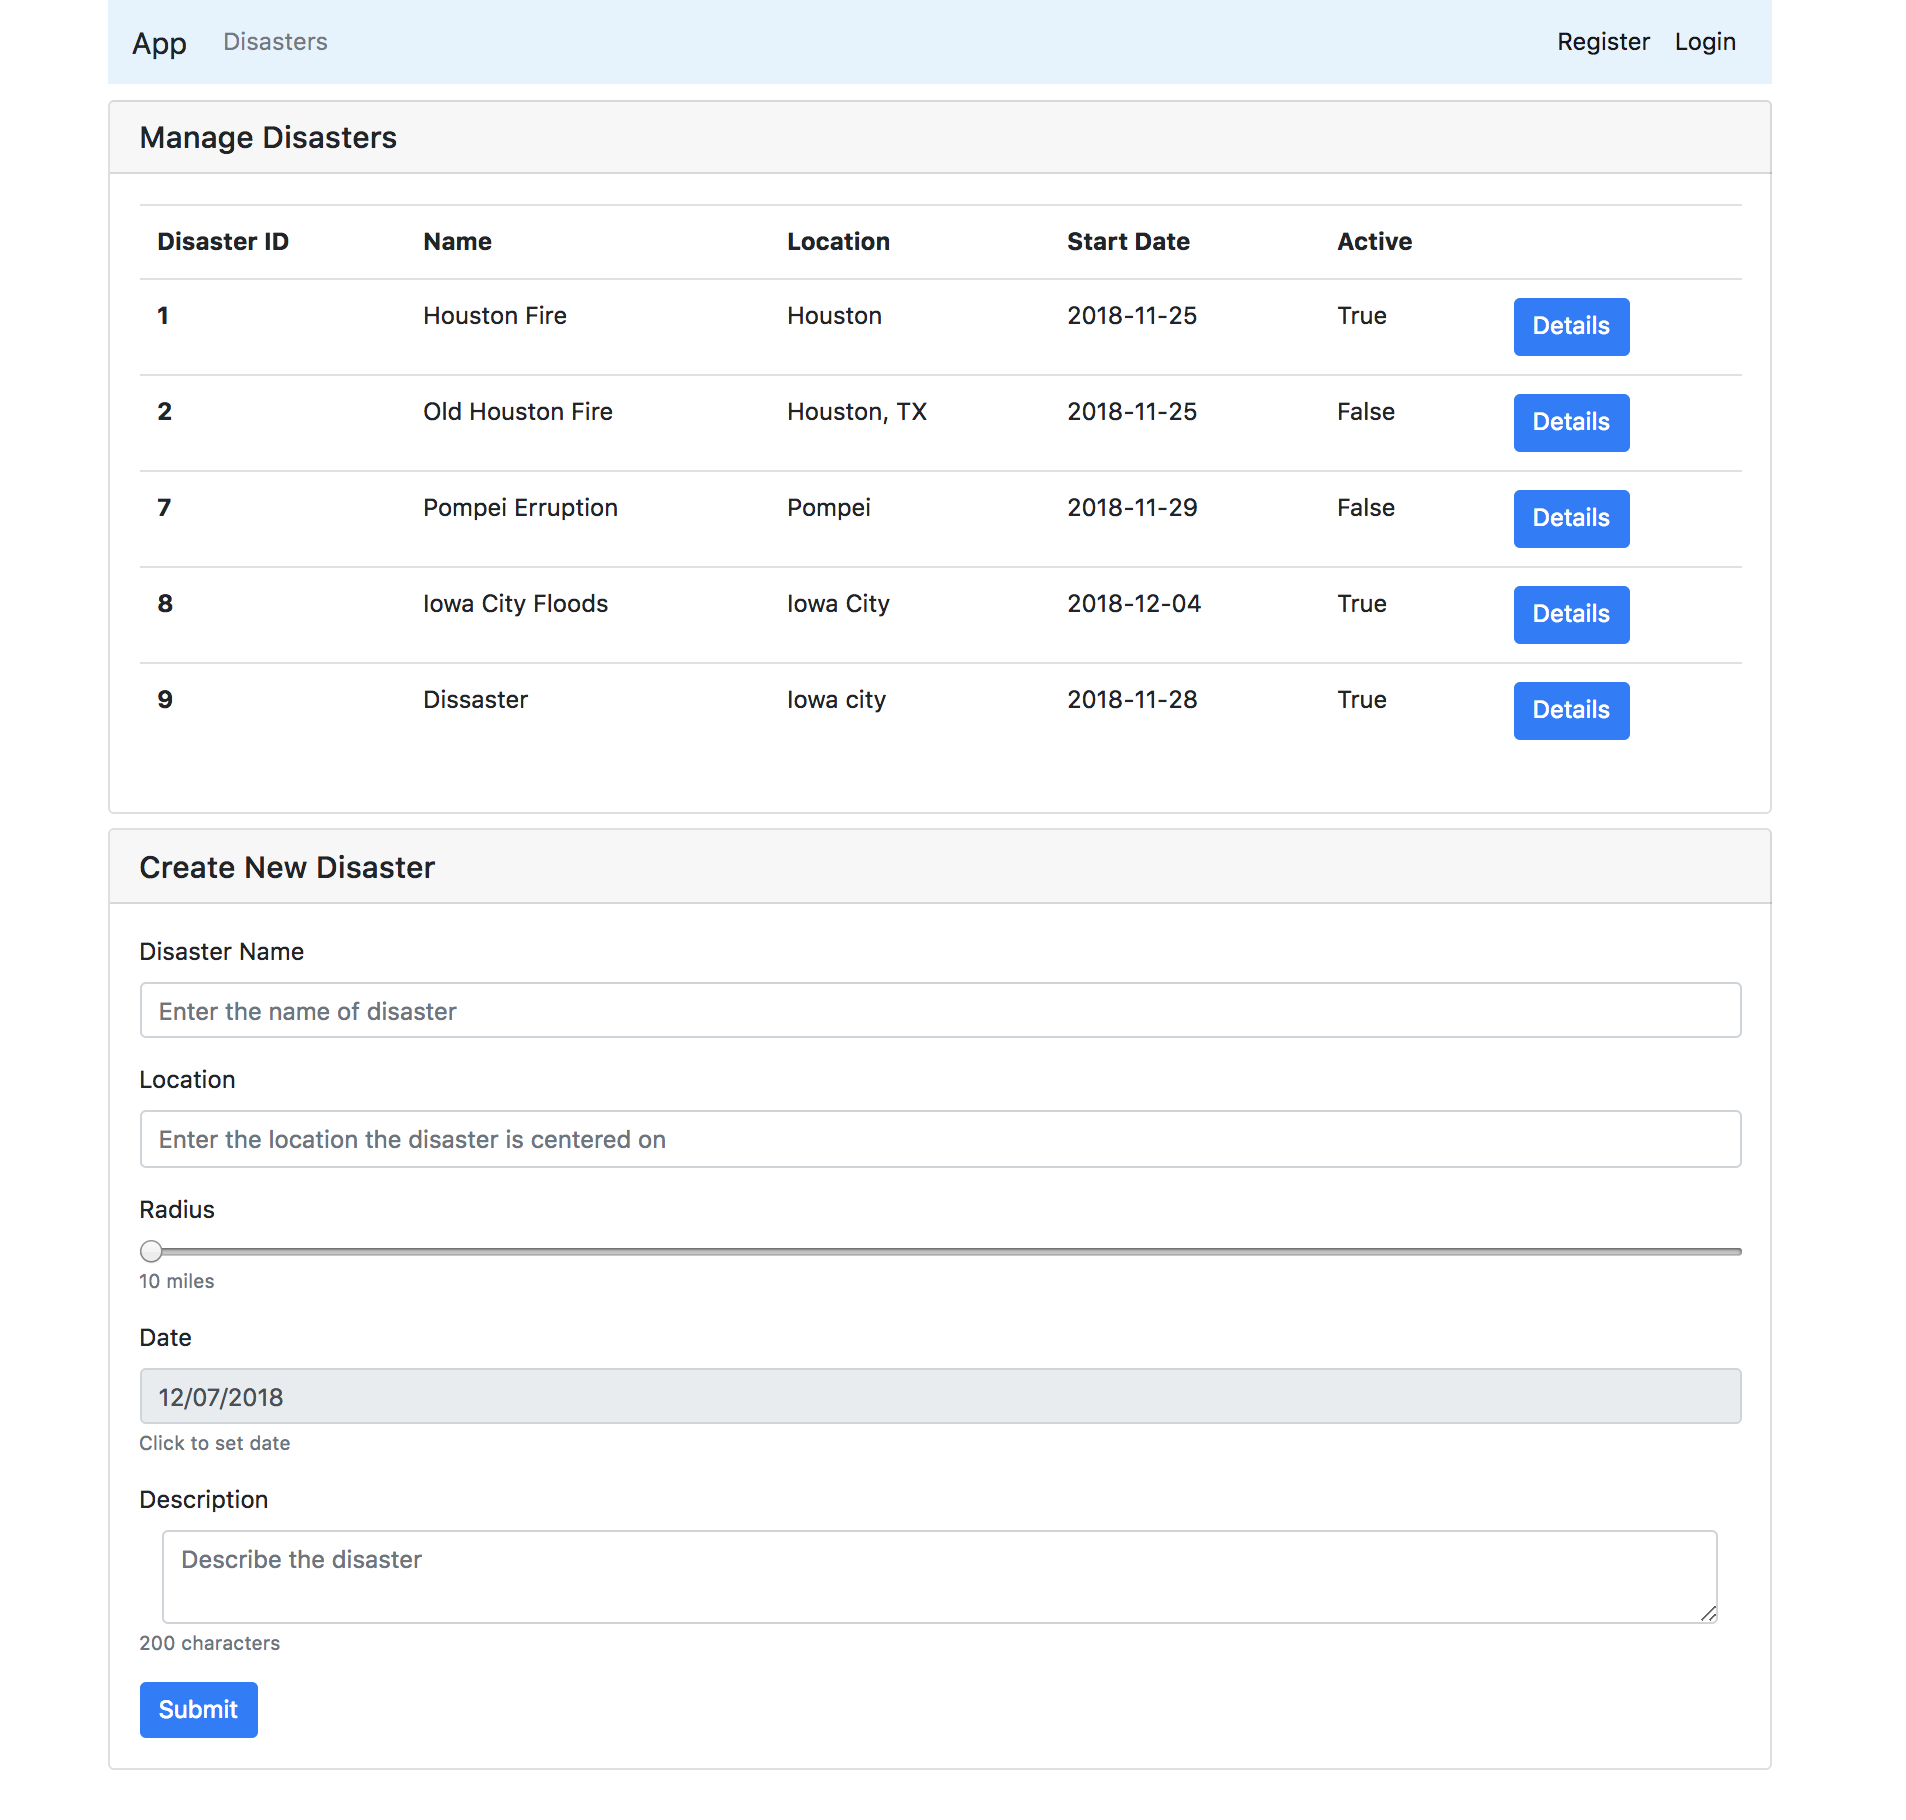 App Disasters Register Login
Manage Disasters
Disaster ID Name Location Start Date Active
1 Houston Fire Houston 2018-11-25 True Details
2 Old Houston Fire Houston, TX 2018-11-25 False Details
7 Pompei Erruption Pompei 2018-11-29 False Details
8 Iowa City Floods Iowa City 2018-12-04 True Details
9 Dissaster Iowa city 2018-11-28 True Details
Create New Disaster
Disaster Name
Enter the name of disaster
Location
Enter the location the disaster is centered on
Radius
10 miles
Date
12/07/2018
Click to set date
Description
Describe the disaster
200 characters
Submit